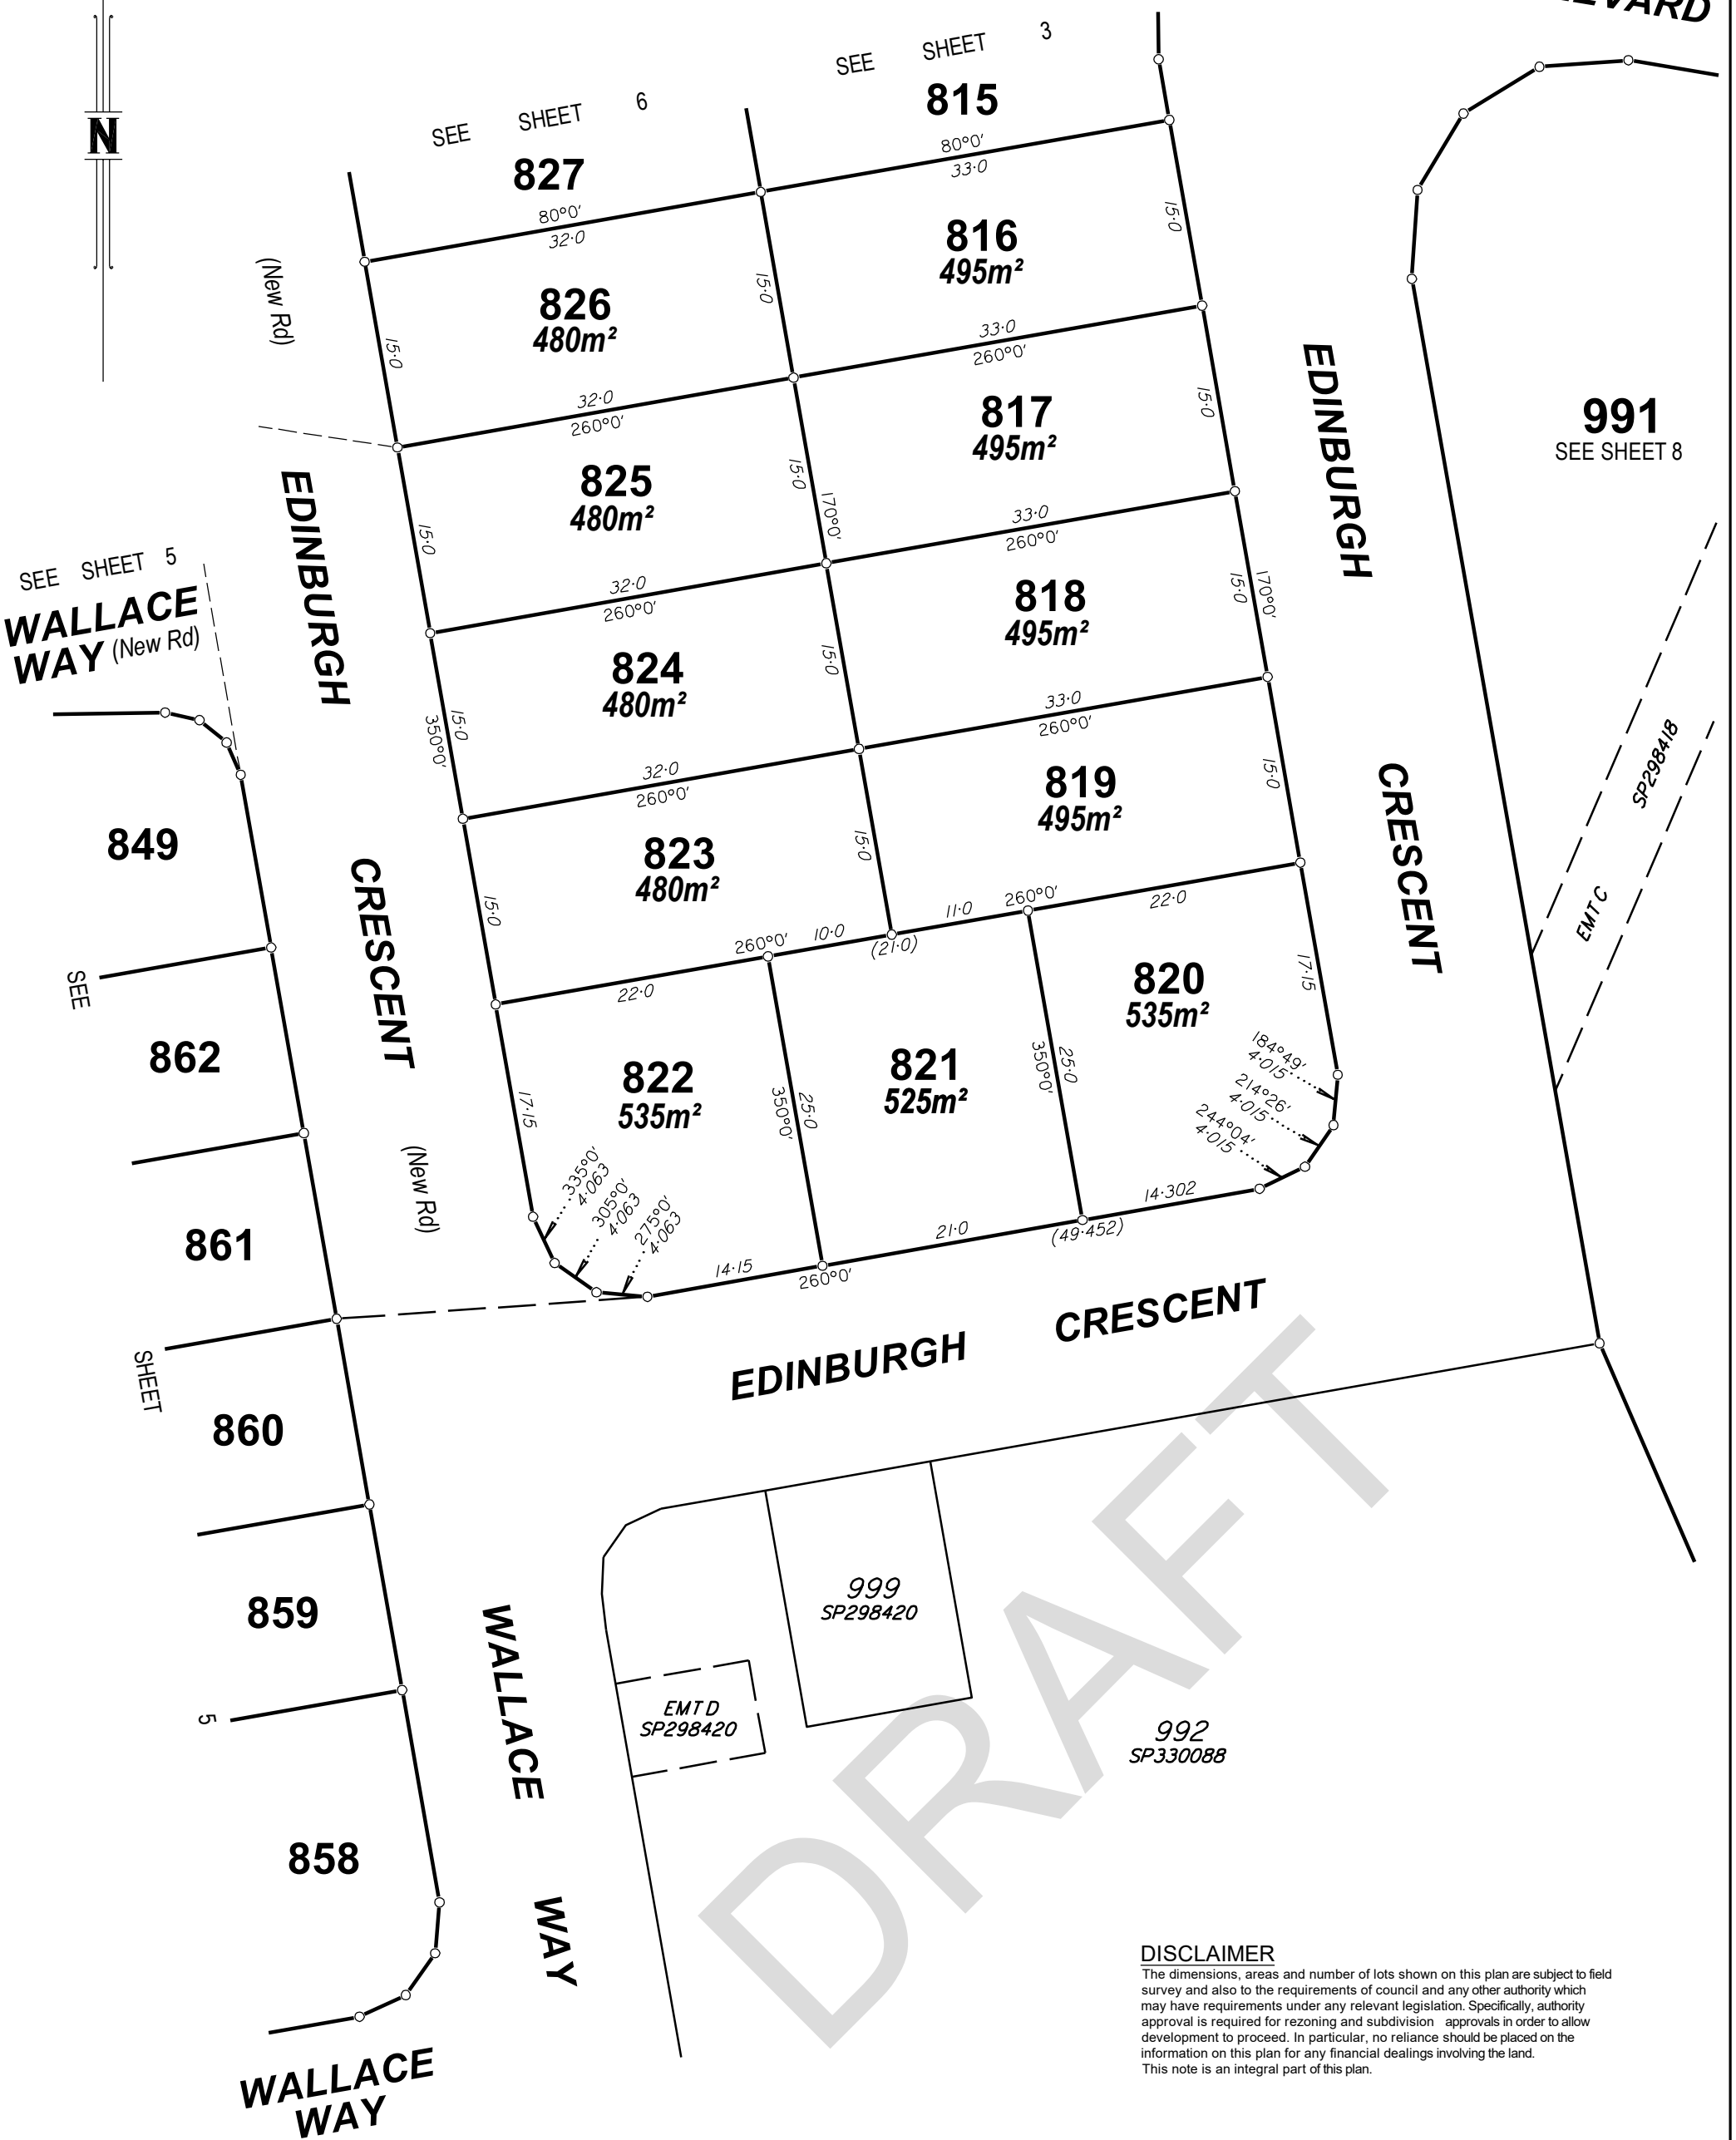 N
SEE SHEET 6
SEE SHEET 3
827
815
80°0'
32·0
80°0'
33·0
826
480m²
816
495m²
15·0
15·0
15·0
(New Rd)
32·0
260°0'
33·0
260°0'
825
480m²
817
495m²
15·0
15·0
170°0'
15·0
EDINBURGH
EDINBURGH
991
SEE SHEET 8
32·0
260°0'
33·0
260°0'
SEE SHEET 5
WALLACE
WAY (New Rd)
824
480m²
818
495m²
15·0
350°0'
15·0
15·0
170°0'
32·0
260°0'
33·0
260°0'
849
823
480m²
819
495m²
15·0
15·0
15·0
CRESCENT
CRESCENT
SP298418
EMT C
22·0
260°0'
10·0
(21·0)
11·0
260°0'
22·0
SEE
862
822
535m²
821
525m²
820
535m²
17·15
25·0
350°0'
25·0
350°0'
17·15
184°49'
4·015
214°26'
4·015
244°04'
4·015
335°0'
4·063
305°0'
4·063
275°0'
4·063
(New Rd)
861
14·15
260°0'
21·0
(49·452)
14·302
EDINBURGH CRESCENT
SHEET
860
859
5
858
WALLACE
WAY
999
SP298420
EMT D
SP298420
992
SP330088
DRAFT
WALLACE
WAY
DISCLAIMER
The dimensions, areas and number of lots shown on this plan are subject to field
survey and also to the requirements of council and any other authority which
may have requirements under any relevant legislation. Specifically, authority
approval is required for rezoning and subdivision approvals in order to allow
development to proceed. In particular, no reliance should be placed on the
information on this plan for any financial dealings involving the land.
This note is an integral part of this plan.